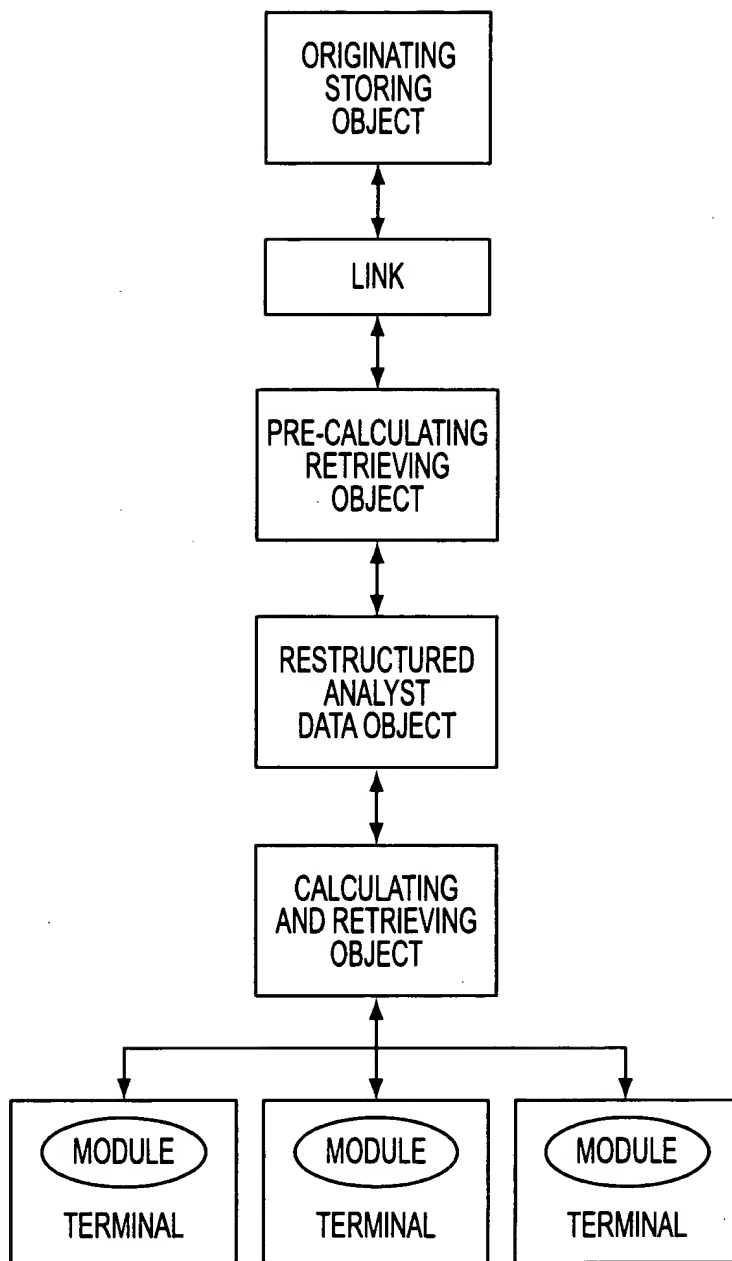 ORIGINATING
STORING
OBJECT
LINK
PRE-CALCULATING
RETRIEVING
OBJECT
RESTRUCTURED
ANALYST
DATA OBJECT
CALCULATING
AND RETRIEVING
OBJECT
MODULE
TERMINAL
MODULE
TERMINAL
MODULE
TERMINAL